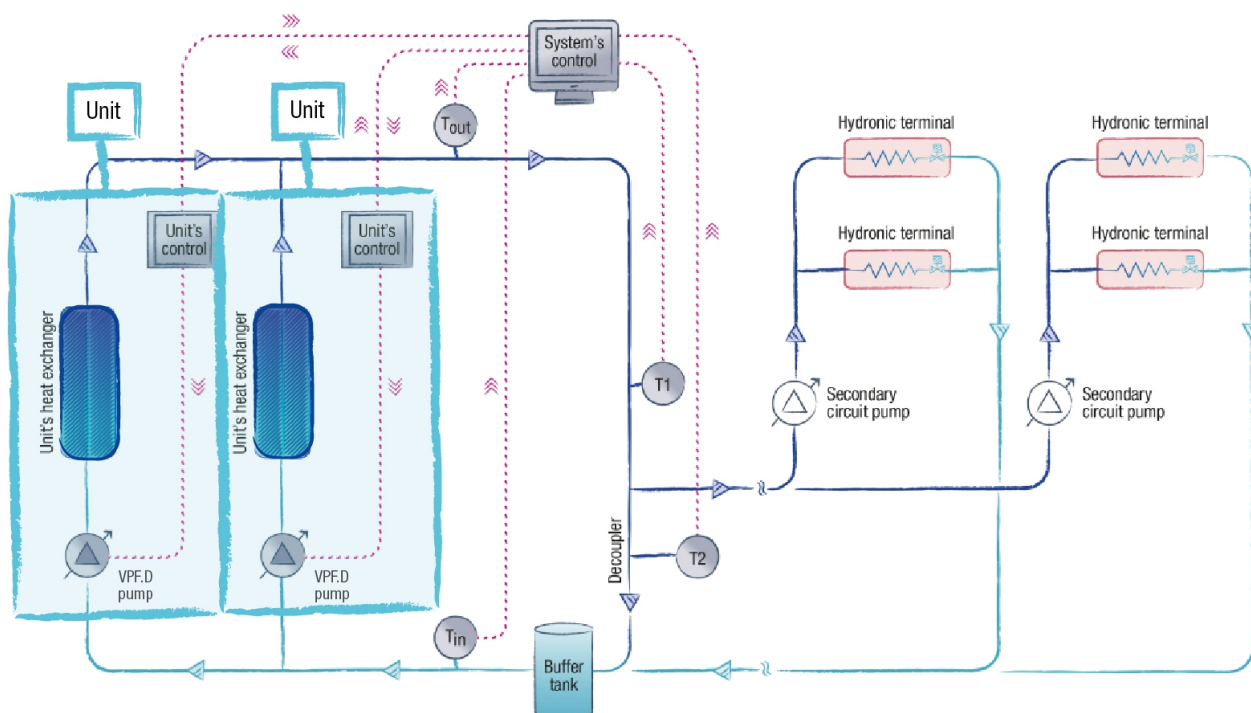 System's
control
Unit
Unit
Tout
Hydronic terminal
Hydronic terminal
Unit's
control
Unit's
control
Hydronic terminal
Hydronic terminal
Unit's heat exchanger
Unit's heat exchanger
T1
Secondary
circuit pump
Secondary
circuit pump
Decoupler
T2
VPF.D
pump
VPF.D
pump
Tin
Buffer
tank